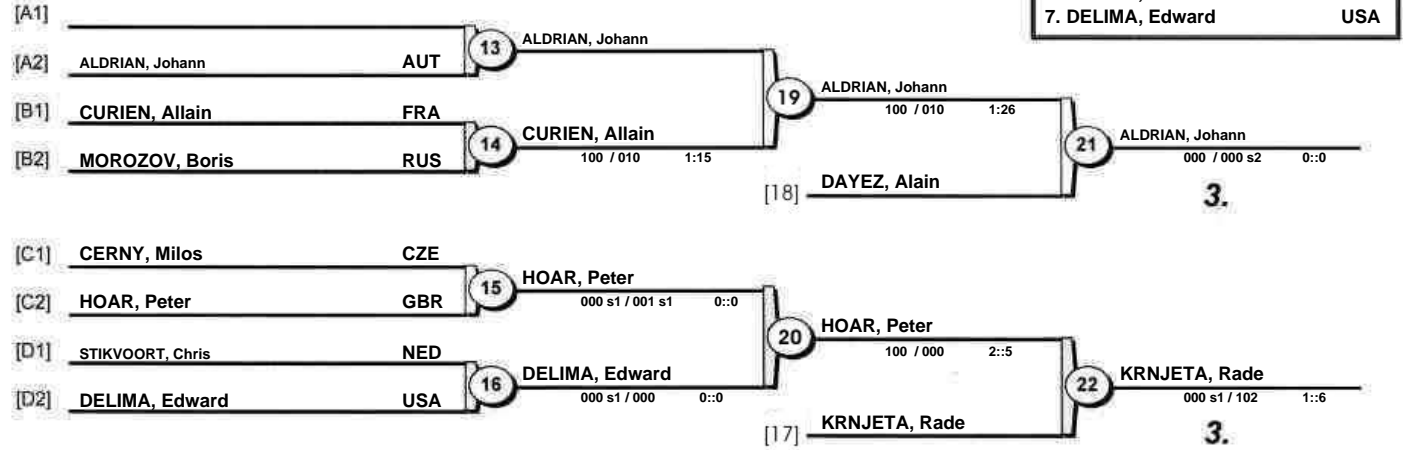 7. DELIMA, Edward USA
[A1]
[A2] ALDRIAN, Johann AUT
13 ALDRIAN, Johann
[B1] CURIEN, Allain FRA
[B2] MOROZOV, Boris RUS
14 CURIEN, Allain
100 / 010 1:15
19 ALDRIAN, Johann
100 / 010 1:26
[18] DAYEZ, Alain
21 ALDRIAN, Johann
000 / 000 s2 0::0
3.
[C1] CERNY, Milos CZE
[C2] HOAR, Peter GBR
15 HOAR, Peter
000 s1 / 001 s1 0::0
[D1] STIKVOORT, Chris NED
[D2] DELIMA, Edward USA
16 DELIMA, Edward
000 s1 / 000 0::0
20 HOAR, Peter
100 / 000 2::5
[17] KRNJETA, Rade
22 KRNJETA, Rade
000 s1 / 102 1::6
3.